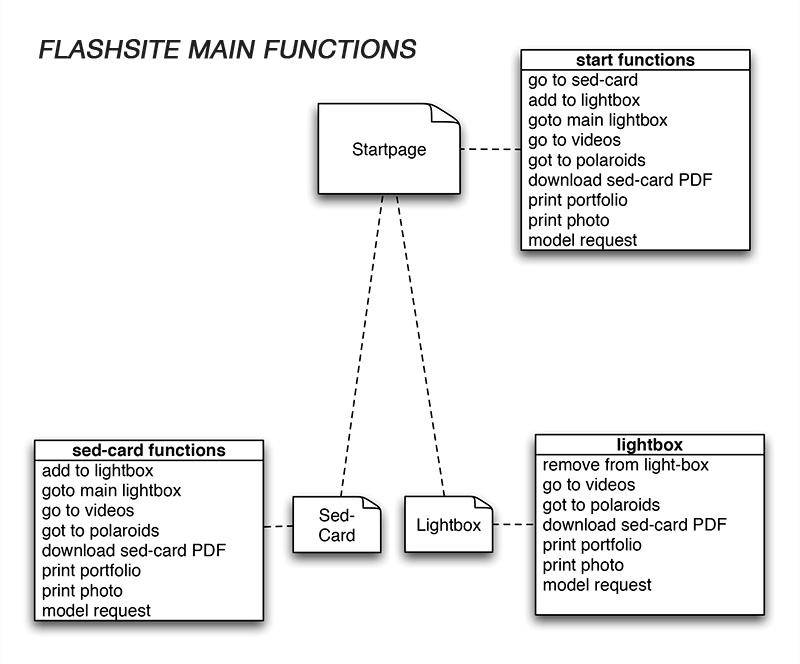 FLASHSITE MAIN FUNCTIONS
start functions
go to sed-card
add to lightbox
goto main lightbox
go to videos
got to polaroids
download sed-card PDF
print portfolio
print photo
model request
Startpage
sed-card functions
add to lightbox
goto main lightbox
go to videos
got to polaroids
download sed-card PDF
print portfolio
print photo
model request
Sed-
Card
Lightbox
lightbox
remove from light-box
go to videos
got to polaroids
download sed-card PDF
print portfolio
print photo
model request